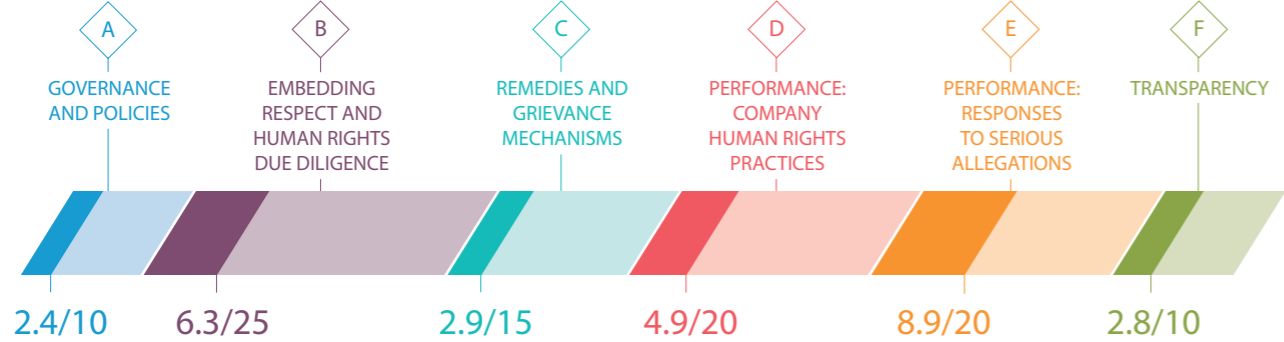 A
GOVERNANCE
AND POLICIES
B
EMBEDDING
RESPECT AND
HUMAN RIGHTS
DUE DILIGENCE
C
REMEDIES AND
GRIEVANCE
MECHANISMS
D
PERFORMANCE:
COMPANY
HUMAN RIGHTS
PRACTICES
E
PERFORMANCE:
RESPONSES
TO SERIOUS
ALLEGATIONS
F
TRANSPARENCY
2.4/10
6.3/25
2.9/15
4.9/20
8.9/20
2.8/10